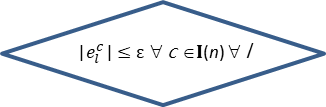 |e_l^c| ≤ ε ∀ c ∈ I(n) ∀ l